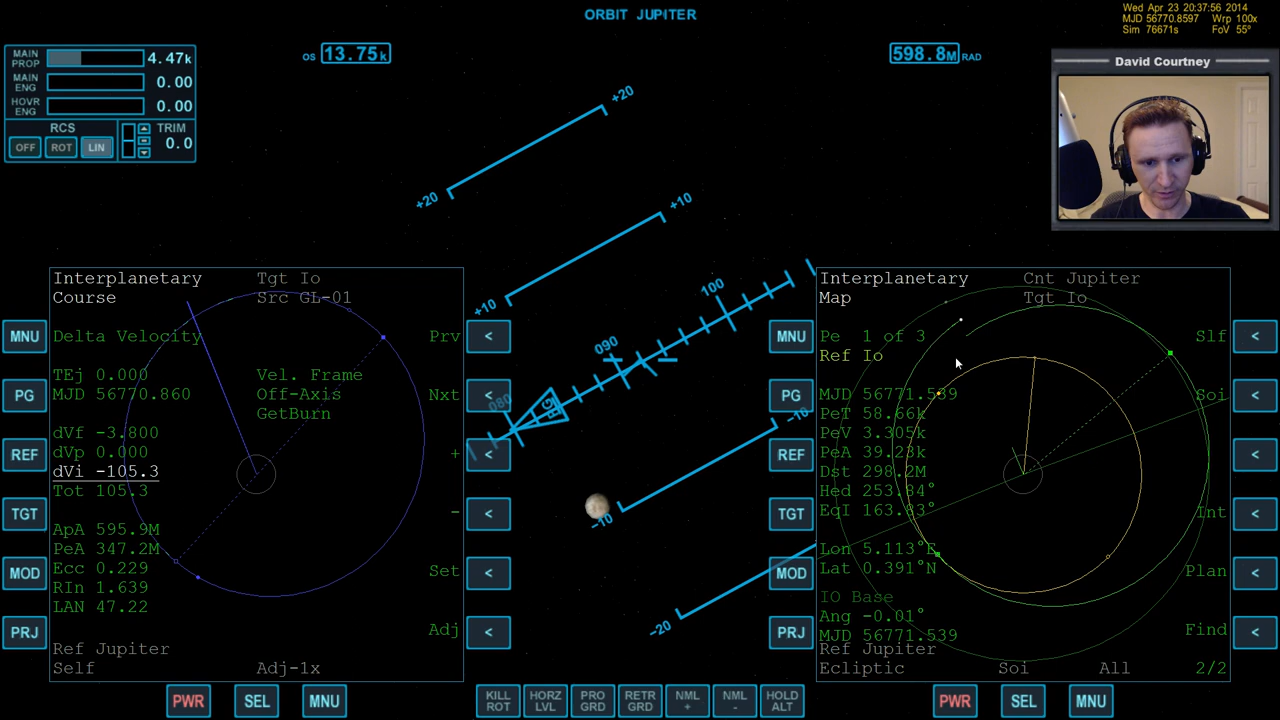 ORBIT JUPITER
Wed Apr 23 20:37:56 2014
MJD 56770.8597 Wrp 100x
Sim 76671s FoV 55°
MAIN PROP 4.47k
MAIN ENG 0.00
HOVR ENG 0.00
RCS
TRIM
OFF ROT LIN 0.0
OS 13.75k
598.8M RAD
David Courtney
+20
+20
+10
+10
100
090
080
-10
-10
-20
Interplanetary Tgt Io
Course Src GL-01
Delta Velocity
TEj 0.000 Vel. Frame
MJD 56770.860 Off-Axis
GetBurn
dVf -3.800
dVp 0.000
dVi -105.3
Tot 105.3
ApA 595.9M
PeA 347.2M
Ecc 0.229
RIn 1.639
LAN 47.22
Ref Jupiter
Self Adj-1x
Prv
Nxt
+
-
Set
Adj
MNU
PG
REF
TGT
MOD
PRJ
<
<
<
<
<
<
PWR SEL MNU
KILL ROT
HORZ LVL
PRO GRD
RETR GRD
NML +
NML -
HOLD ALT
MNU
PG
REF
TGT
MOD
PRJ
Interplanetary Cnt Jupiter
Map Tgt Io
Pe 1 of 3
Ref Io
MJD 56771.539
PeT 58.66k
PeV 3.305k
PeA 39.23k
Dst 298.2M
Hed 253.64°
EqI 163.83°
Lon 5.113°E
Lat 0.391°N
IO Base
Ang -0.01°
MJD 56771.539
Ref Jupiter
Ecliptic Soi All 2/2
Slf
Soi
Int
Plan
Find
<
<
<
<
<
<
PWR SEL MNU